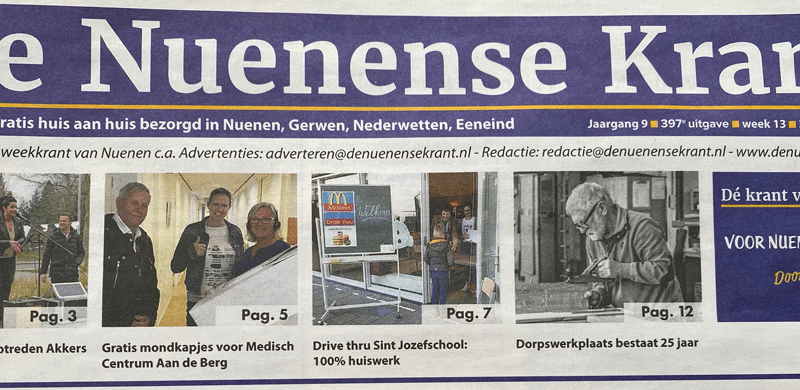 e Nuenense Kran
ratis huis aan huis bezorgd in Nuenen, Gerwen, Nederwetten, Eeneind
Jaargang 9 ■ 397e uitgave ■ week 13 ■
weekkrant van Nuenen c.a. Advertenties: adverteren@denuenensekrant.nl - Redactie: redactie@denuenensekrant.nl - www.denu
Welkom
Drive thru
Dé krant v
VOOR NUEN
Doo
Pag. 3
Pag. 5
Pag. 7
Pag. 12
ptreden Akkers
Gratis mondkapjes voor Medisch
Centrum Aan de Berg
Drive thru Sint Jozefschool:
100% huiswerk
Dorpswerkplaats bestaat 25 jaar